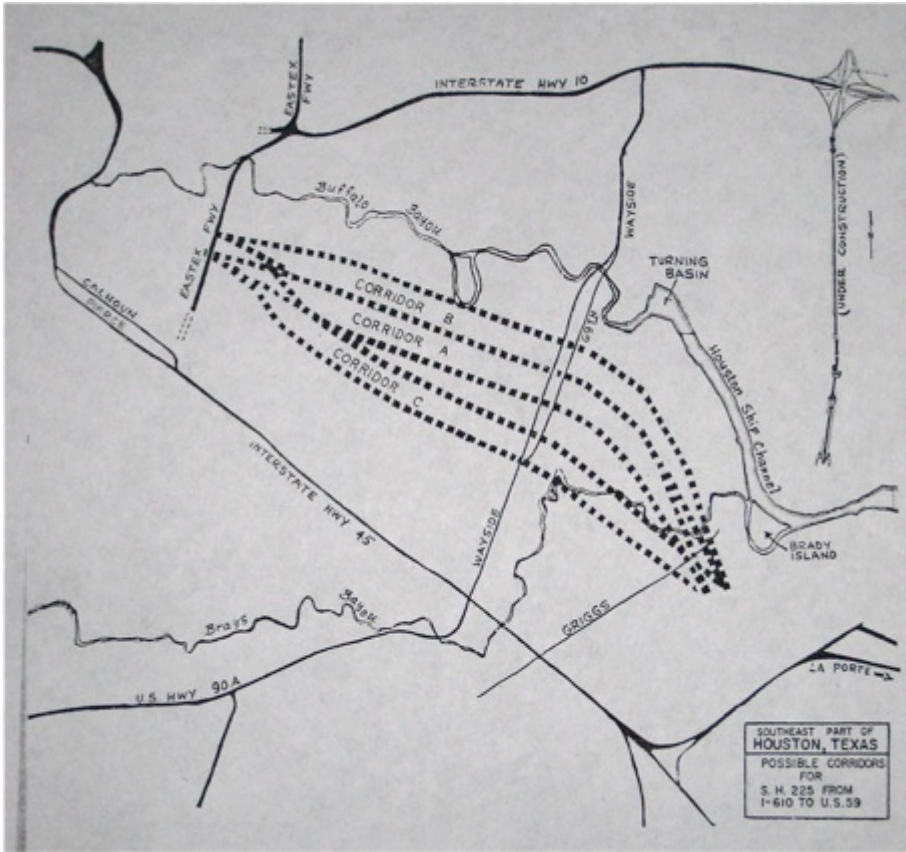 INTERSTATE HWY 10
EASTEX
FWY
Buffalo
Bayou
WAYSIDE
(UNDER CONSTRUCTION)
EASTEX FWY
TURNING
BASIN
CALHOUN
PIERCE
CORRIDOR B
CORRIDOR A
CORRIDOR C
69TH
Houston Ship Channel
INTERSTATE HWY 45
WAYSIDE
BRADY
ISLAND
GRIGGS
Brays
Bayou
U.S. HWY 90A
LA PORTE
SOUTHEAST PART OF
HOUSTON, TEXAS
POSSIBLE CORRIDORS
FOR
S. H. 225 FROM
I-610 TO U.S. 59